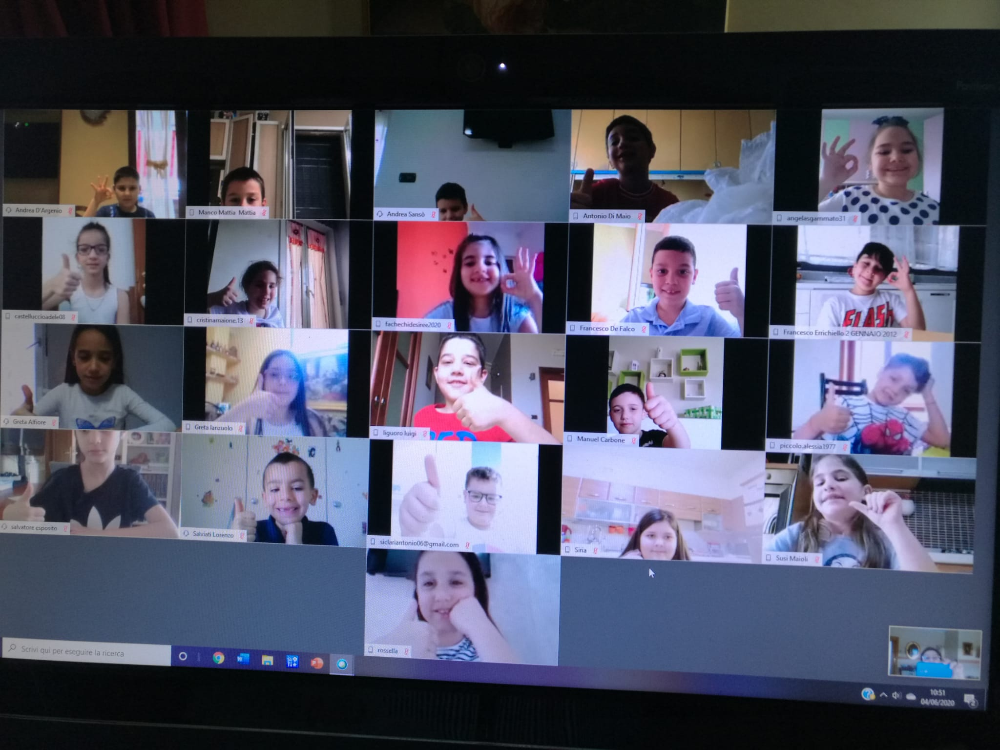 Andrea D'Argenio
Manco Mattia Mattia
Andrea Sansò
Antonio Di Maio
angelasgammato31
castelluccioadele08
cristinamaione.13
fachechidesiree2020
Francesco De Falco
FLASH
Francesco Errichiello 2 GENNAIO 2012
Greta Alfiore
Greta Ianzuolo
liguoro luigi
Manuel Carbone
piccolo.alessia1977
salvatore esposito
Salviati Lorenzo
siclariantonio06@gmail.com
Siria
Susi Maioli
rossella
Scrivi qui per eseguire la ricerca
W
P
10:51
04/06/2020
2